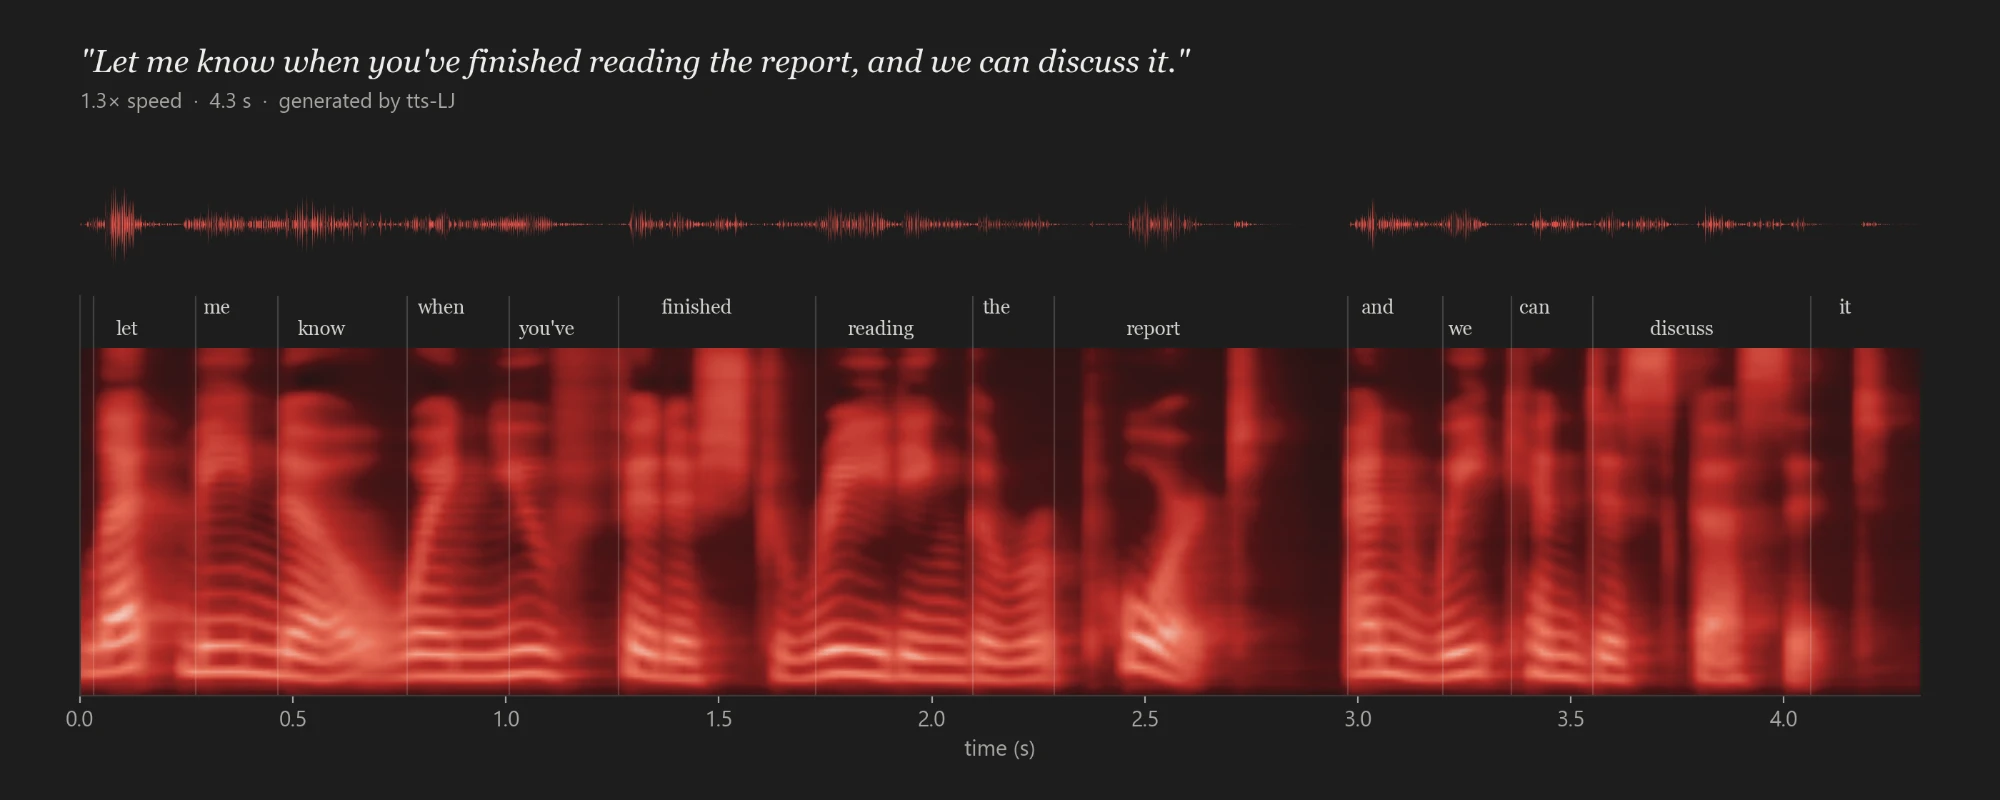 "Let me know when you've finished reading the report, and we can discuss it."
1.3× speed · 4.3 s · generated by tts-LJ
let me know when you've finished reading the report and we can discuss it
0.0 0.5 1.0 1.5 2.0 2.5 3.0 3.5 4.0
time (s)